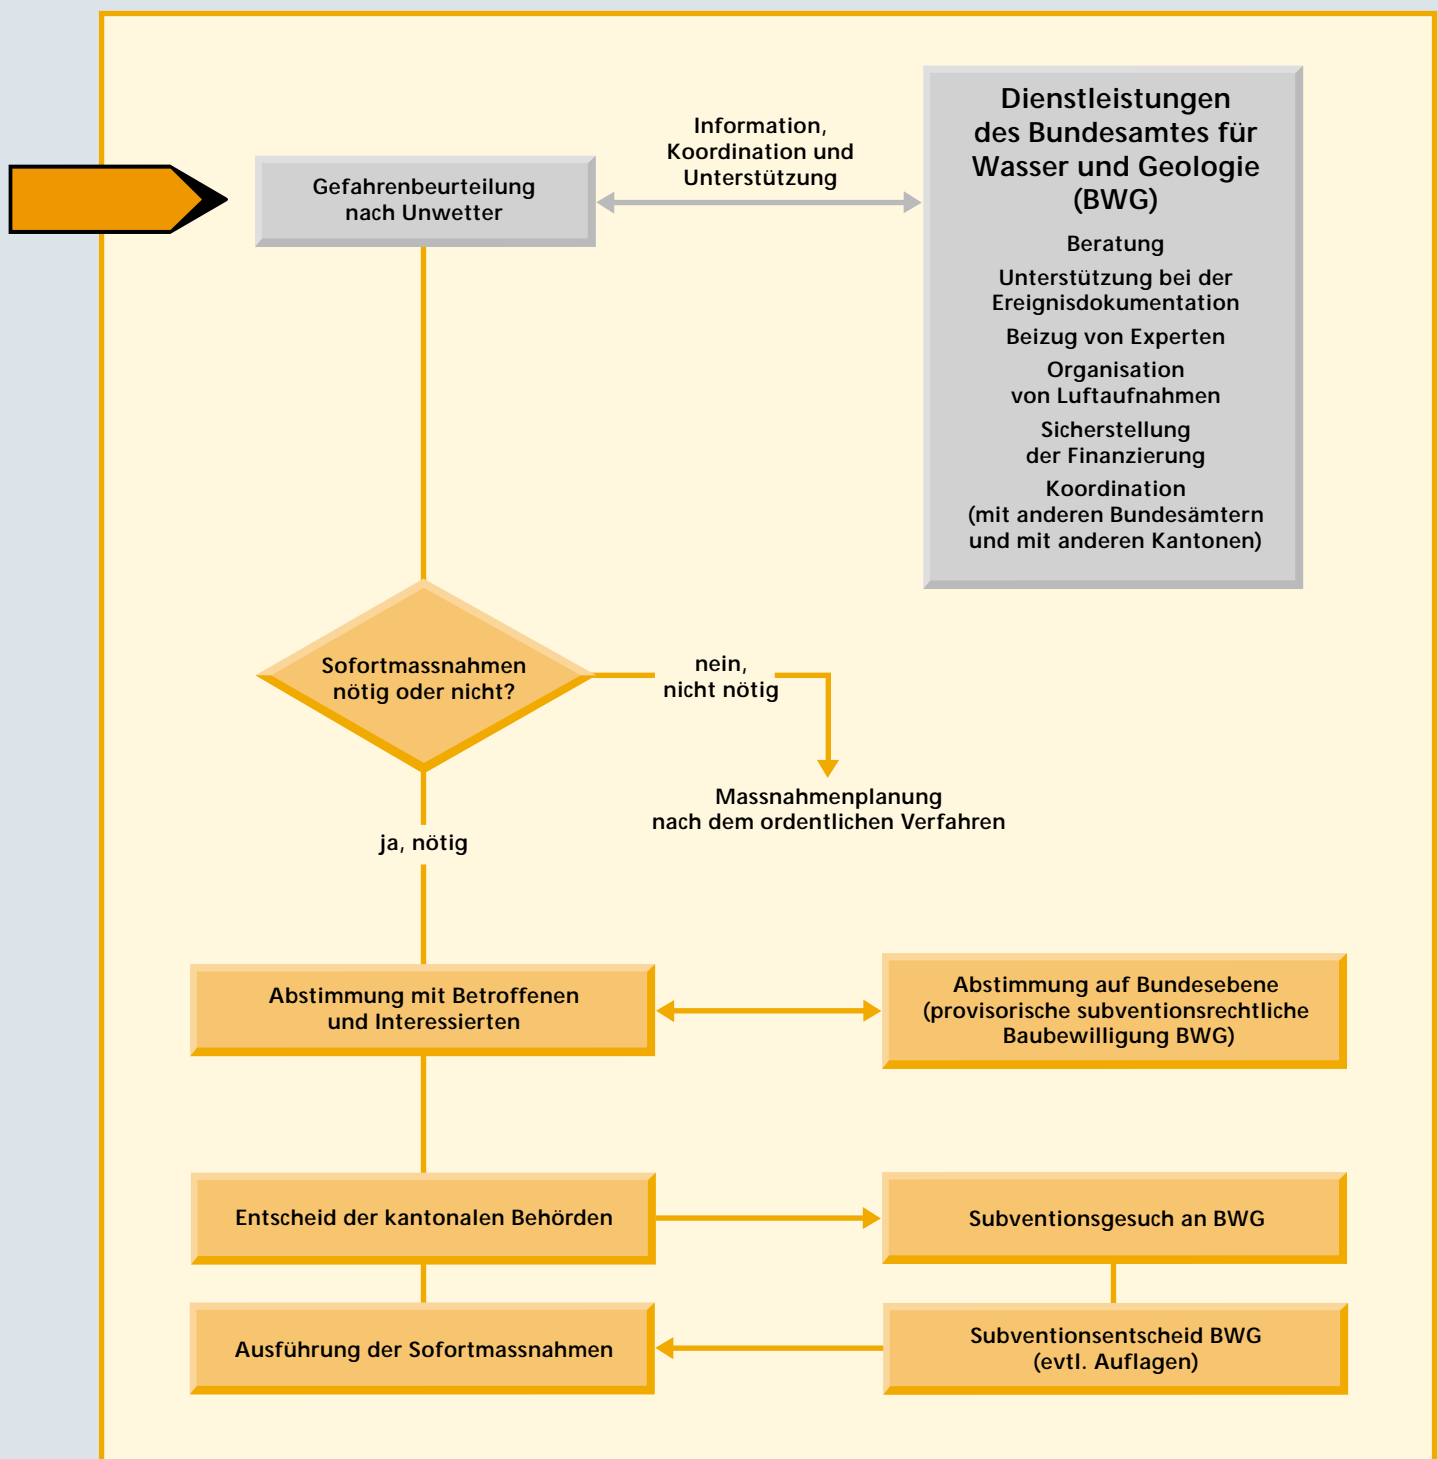 Information,
Koordination und
Unterstützung
Gefahrenbeurteilung
nach Unwetter
Dienstleistungen
des Bundesamtes für
Wasser und Geologie
(BWG)
Beratung
Unterstützung bei der
Ereignisdokumentation
Beizug von Experten
Organisation
von Luftaufnahmen
Sicherstellung
der Finanzierung
Koordination
(mit anderen Bundesämtern
und mit anderen Kantonen)
Sofortmassnahmen
nötig oder nicht?
nein,
nicht nötig
Massnahmenplanung
nach dem ordentlichen Verfahren
ja, nötig
Abstimmung mit Betroffenen
und Interessierten
Abstimmung auf Bundesebene
(provisorische subventionsrechtliche
Baubewilligung BWG)
Entscheid der kantonalen Behörden
Subventionsgesuch an BWG
Ausführung der Sofortmassnahmen
Subventionsentscheid BWG
(evtl. Auflagen)